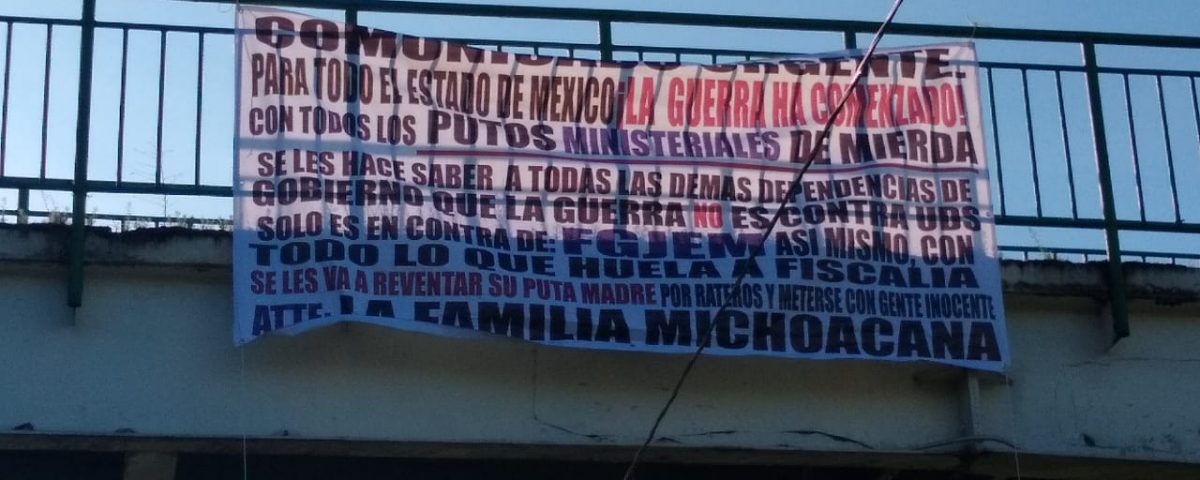 COMUNICADO URGENTE.
PARA TODO EL ESTADO DE MEXICO ¡LA GUERRA HA COMENZADO!
CON TODOS LOS PUTOS MINISTERIALES DE MIERDA
SE LES HACE SABER A TODAS LAS DEMAS DEPENDENCIAS DE
GOBIERNO QUE LA GUERRA NO ES CONTRA UDS
SOLO ES EN CONTRA DE: FGJEM ASI MISMO, CON
TODO LO QUE HUELA A FISCALIA
SE LES VA A REVENTAR SU PUTA MADRE POR RATEROS Y METERSE CON GENTE INOCENTE
ATTE: LA FAMILIA MICHOACANA